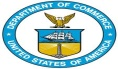 DEPARTMENT OF COMMERCE
UNITED STATES OF AMERICA